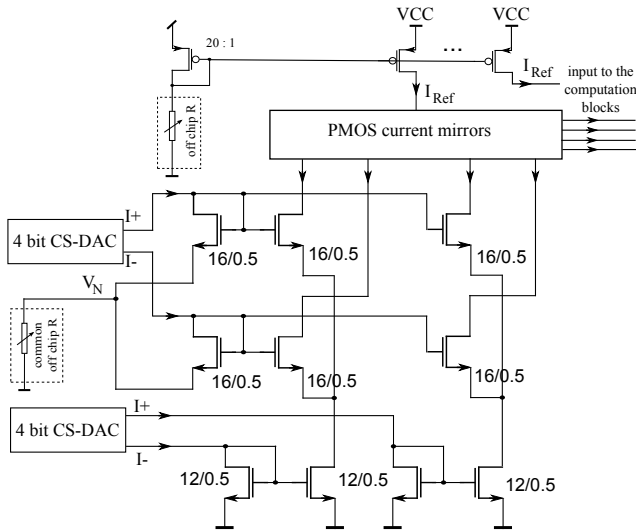 VCC
VCC
20 : 1
...
I Ref
I Ref
input to the
computation
blocks
off chip R
PMOS current mirrors
I+
4 bit CS-DAC
I-
16/0.5
16/0.5
16/0.5
V N
common
off chip R
16/0.5
16/0.5
16/0.5
I+
4 bit CS-DAC
I-
12/0.5
12/0.5
12/0.5
12/0.5